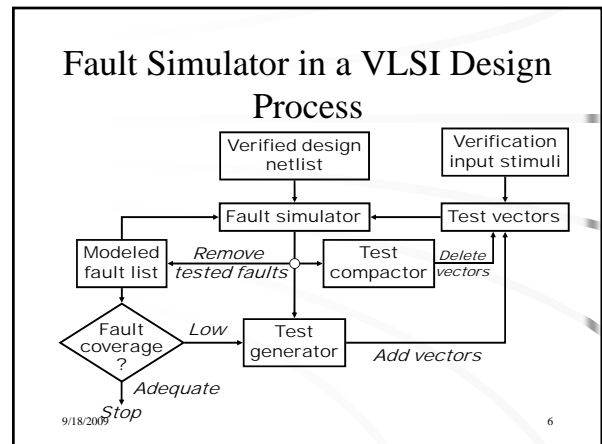 Fault Simulator in a VLSI Design
Process
Verified design
netlist
Verification
input stimuli
Fault simulator
Test vectors
Modeled
fault list
Remove
tested faults
Test
compactor
Delete
vectors
Fault
coverage
?
Low
Test
generator
Add vectors
Adequate
Stop
9/18/2009
6